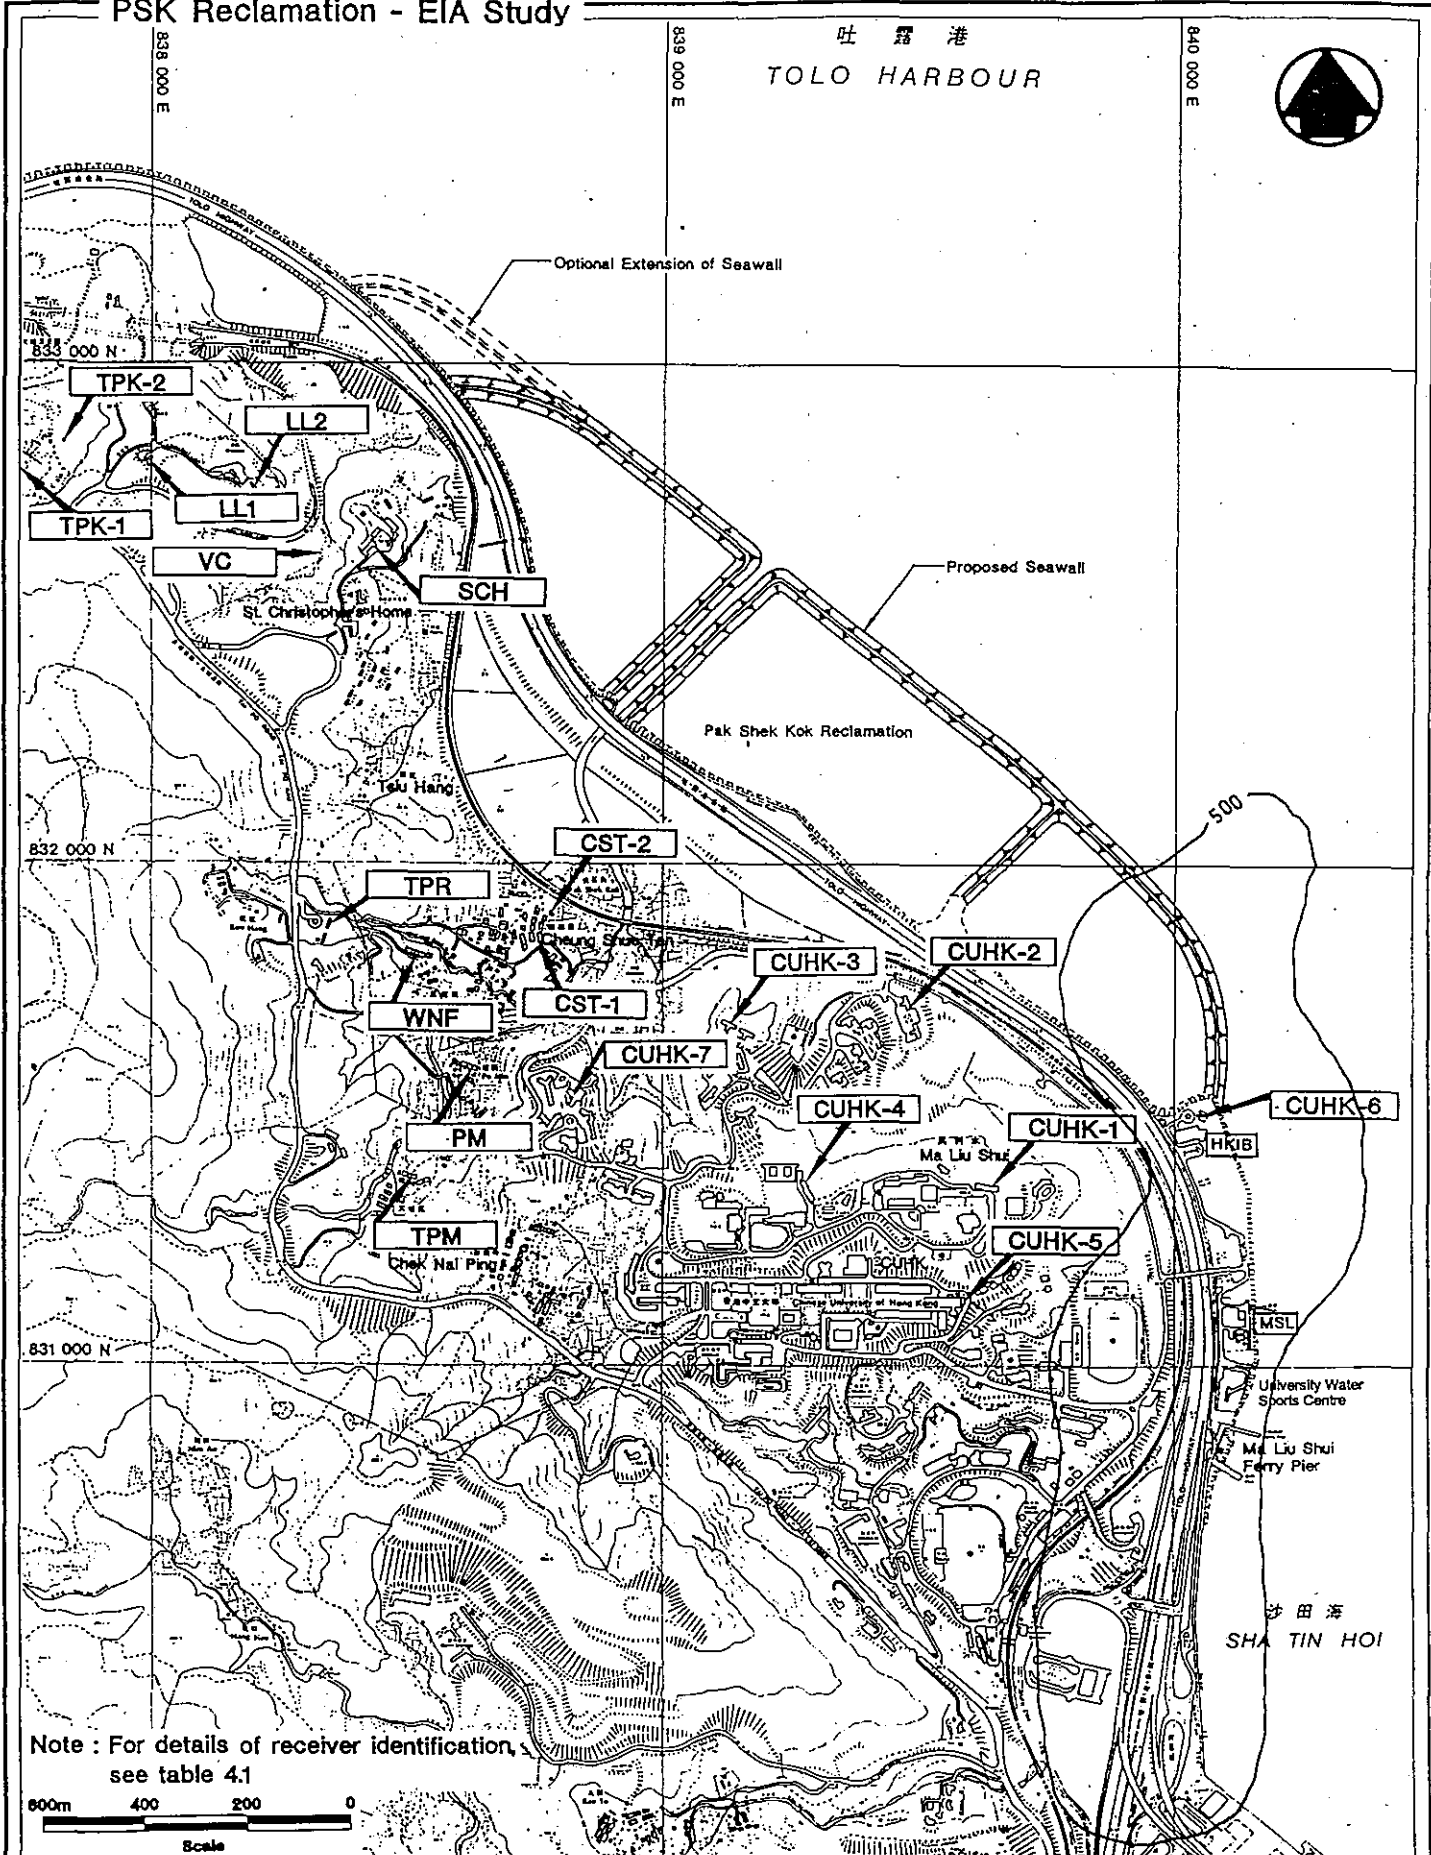 PSK Reclamation - EIA Study
838 000 E
839 000 E
840 000 E
吐露港
TOLO HARBOUR
TOLO HIGHWAY
Optional Extension of Seawall
833 000 N
TPK-2
LL2
LL1
TPK-1
VC
SCH
St. Christopher's Home
Proposed Seawall
Pak Shek Kok Reclamation
Tsiu Hang
500
832 000 N
CST-2
TPR
TOLO HIGHWAY
Cheung Shue Tan
CUHK-3
CUHK-2
CST-1
WNF
CUHK-7
CUHK-6
CUHK-4
PM
CUHK-1
HKIB
Ma Liu Shui
TPM
CUHK-5
Chek Nai Ping
CUHK
Chinese University of Hong Kong
MSL
831 000 N
University Water
Sports Centre
Ma Liu Shui
Ferry Pier
沙田海
SHA TIN HOI
Note : For details of receiver identification,
see table 4.1
600m 400 200 0
Scale